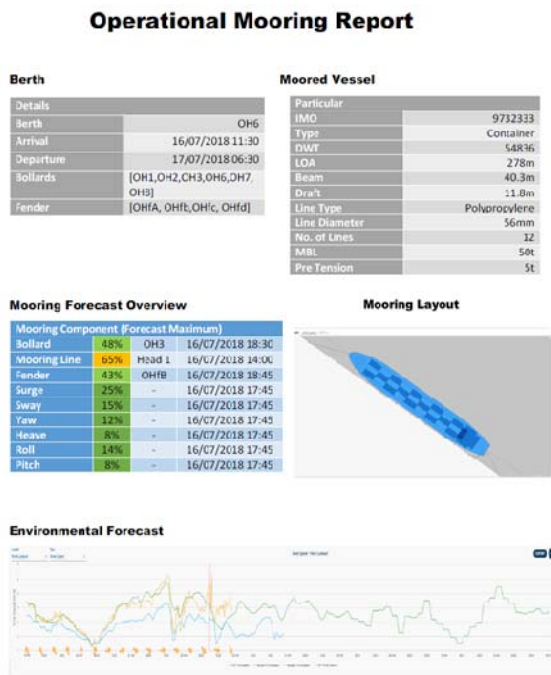 Operational Mooring Report
Berth
Details
Berth OH6
Arrival 16/07/2018 11:30
Departure 17/07/2018 06:30
Bollards [OH1,OH2,CH3,OH6,OH7,
OH8]
Fender [OHfA, OHfb,OHfc, OHfd]
Moored Vessel
Particular
IMO 9732333
Type Container
DWT 54836
LOA 278m
Beam 40.3m
Draft 11.8m
Line Type Polypropylene
Line Diameter 56mm
No. of Lines 12
MBL 50t
Pre Tension 5t
Mooring Forecast Overview
Mooring Component (Forecast Maximum)
Bollard 48% OH3 16/07/2018 18:30
Mooring Line 65% Head 1 16/07/2018 14:00
Fender 43% OHfB 16/07/2018 18:45
Surge 25% - 16/07/2018 17:45
Sway 15% - 16/07/2018 17:45
Yaw 12% - 16/07/2018 17:45
Heave 8% - 16/07/2018 17:45
Roll 14% - 16/07/2018 17:45
Pitch 8% - 16/07/2018 17:45
Mooring Layout
Environmental Forecast